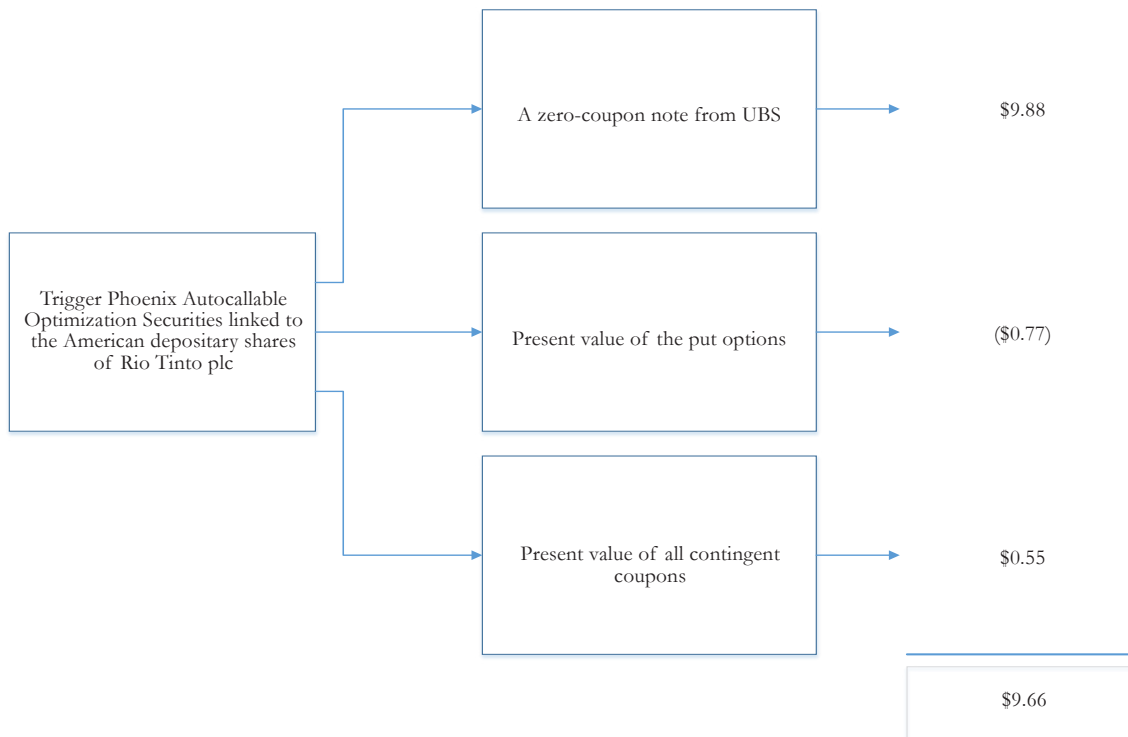 A zero-coupon note from UBS
$9.88
Trigger Phoenix Autocallable
Optimization Securities linked to
the American depositary shares
of Rio Tinto plc
Present value of the put options
($0.77)
Present value of all contingent
coupons
$0.55
$9.66